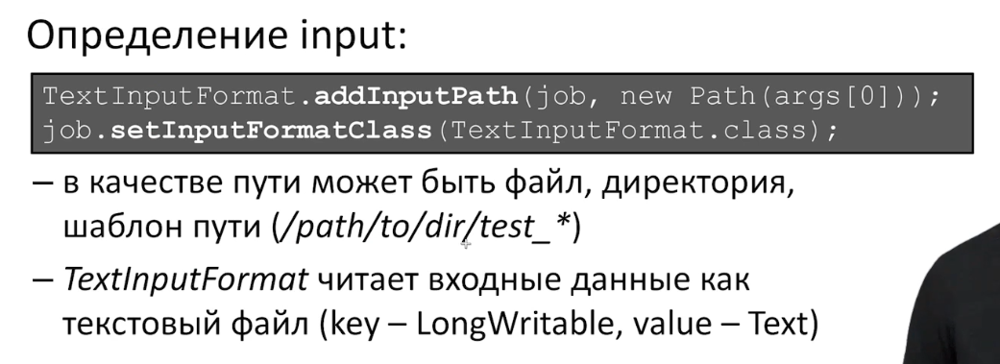 Определение input:
TextInputFormat.addInputPath(job, new Path(args[0]));
job.setInputFormatClass(TextInputFormat.class);
– в качестве пути может быть файл, директория,
шаблон пути (/path/to/dir/test_*)
– TextInputFormat читает входные данные как
текстовый файл (key – LongWritable, value – Text)